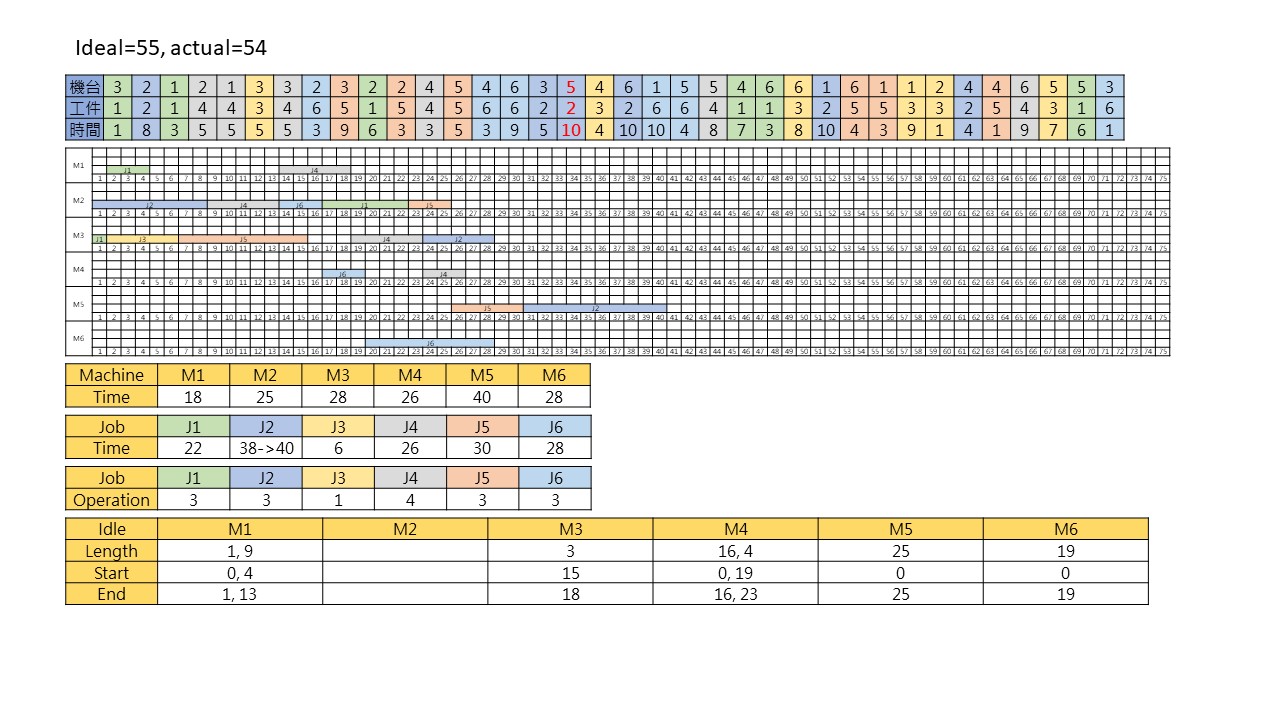 Ideal=55, actual=54
機台 3 2 1 2 1 3 3 2 3 2 2 4 5 4 6 3 5 4 6 1 5 5 4 6 6 1 6 1 1 2 4 4 6 5 5 3
工件 1 2 1 4 4 3 4 6 5 1 5 4 5 6 6 2 2 3 2 6 6 4 1 1 3 2 5 5 3 3 2 5 4 3 1 6
時間 1 8 3 5 5 5 5 3 9 6 3 3 5 3 9 5 10 4 10 10 4 8 7 3 8 10 4 3 9 1 4 1 9 7 6 1
M1 J1 J4
1 2 3 4 5 6 7 8 9 10 11 12 13 14 15 16 17 18 19 20 21 22 23 24 25 26 27 28 29 30 31 32 33 34 35 36 37 38 39 40 41 42 43 44 45 46 47 48 49 50 51 52 53 54 55 56 57 58 59 60 61 62 63 64 65 66 67 68 69 70 71 72 73 74 75
M2 J2 J4 J6 J1 J5
1 2 3 4 5 6 7 8 9 10 11 12 13 14 15 16 17 18 19 20 21 22 23 24 25 26 27 28 29 30 31 32 33 34 35 36 37 38 39 40 41 42 43 44 45 46 47 48 49 50 51 52 53 54 55 56 57 58 59 60 61 62 63 64 65 66 67 68 69 70 71 72 73 74 75
M3 J1 J3 J5 J4 J2
1 2 3 4 5 6 7 8 9 10 11 12 13 14 15 16 17 18 19 20 21 22 23 24 25 26 27 28 29 30 31 32 33 34 35 36 37 38 39 40 41 42 43 44 45 46 47 48 49 50 51 52 53 54 55 56 57 58 59 60 61 62 63 64 65 66 67 68 69 70 71 72 73 74 75
M4 J6 J4
1 2 3 4 5 6 7 8 9 10 11 12 13 14 15 16 17 18 19 20 21 22 23 24 25 26 27 28 29 30 31 32 33 34 35 36 37 38 39 40 41 42 43 44 45 46 47 48 49 50 51 52 53 54 55 56 57 58 59 60 61 62 63 64 65 66 67 68 69 70 71 72 73 74 75
M5 J5 J2
1 2 3 4 5 6 7 8 9 10 11 12 13 14 15 16 17 18 19 20 21 22 23 24 25 26 27 28 29 30 31 32 33 34 35 36 37 38 39 40 41 42 43 44 45 46 47 48 49 50 51 52 53 54 55 56 57 58 59 60 61 62 63 64 65 66 67 68 69 70 71 72 73 74 75
M6 J6
1 2 3 4 5 6 7 8 9 10 11 12 13 14 15 16 17 18 19 20 21 22 23 24 25 26 27 28 29 30 31 32 33 34 35 36 37 38 39 40 41 42 43 44 45 46 47 48 49 50 51 52 53 54 55 56 57 58 59 60 61 62 63 64 65 66 67 68 69 70 71 72 73 74 75
Machine M1 M2 M3 M4 M5 M6
Time 18 25 28 26 40 28
Job J1 J2 J3 J4 J5 J6
Time 22 38->40 6 26 30 28
Job J1 J2 J3 J4 J5 J6
Operation 3 3 1 4 3 3
Idle M1 M2 M3 M4 M5 M6
Length 1, 9 3 16, 4 25 19
Start 0, 4 15 0, 19 0 0
End 1, 13 18 16, 23 25 19